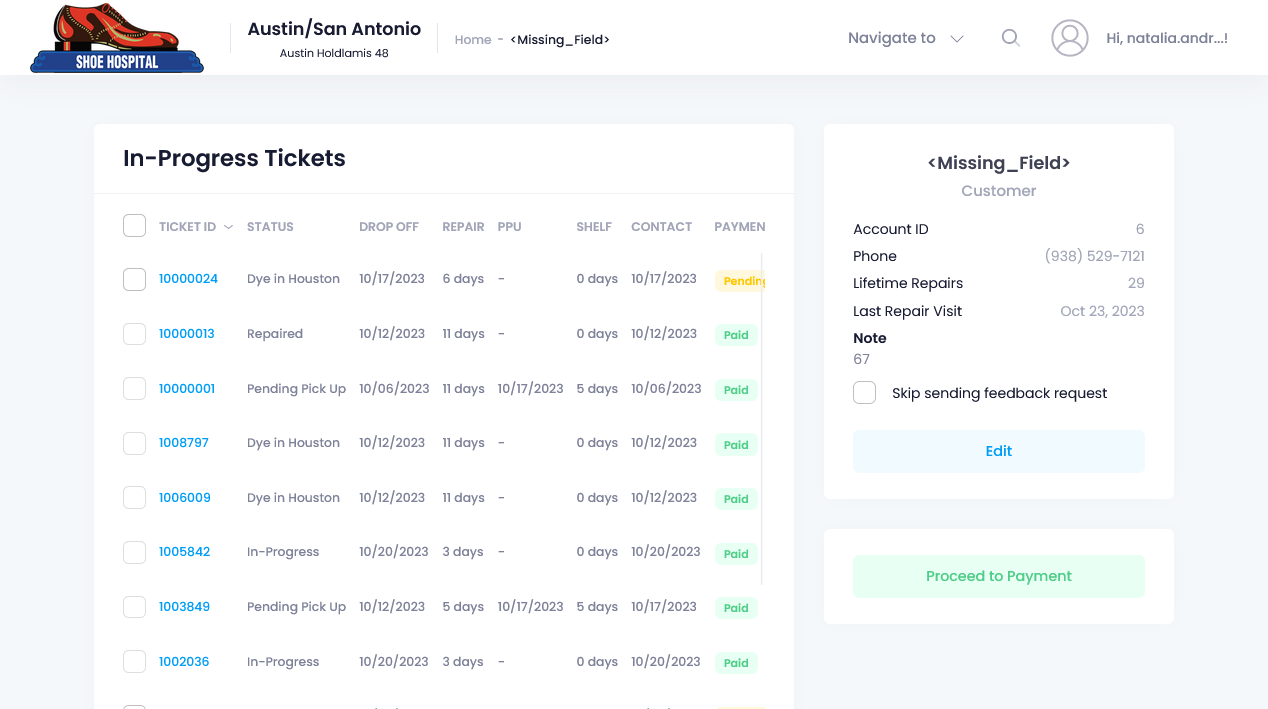 SHOE HOSPITAL
Austin/San Antonio
Austin Holdlamis 48
Home - <Missing_Field>
Navigate to
Hi, natalia.andr...!
In-Progress Tickets
TICKET ID STATUS DROP OFF REPAIR PPU SHELF CONTACT PAYMEN
10000024 Dye in Houston 10/17/2023 6 days - 0 days 10/17/2023 Pending
10000013 Repaired 10/12/2023 11 days - 0 days 10/12/2023 Paid
10000001 Pending Pick Up 10/06/2023 11 days 10/17/2023 5 days 10/06/2023 Paid
1008797 Dye in Houston 10/12/2023 11 days - 0 days 10/12/2023 Paid
1006009 Dye in Houston 10/12/2023 11 days - 0 days 10/12/2023 Paid
1005842 In-Progress 10/20/2023 3 days - 0 days 10/20/2023 Paid
1003849 Pending Pick Up 10/12/2023 5 days 10/17/2023 5 days 10/17/2023 Paid
1002036 In-Progress 10/20/2023 3 days - 0 days 10/20/2023 Paid
<Missing_Field>
Customer
Account ID 6
Phone (938) 529-7121
Lifetime Repairs 29
Last Repair Visit Oct 23, 2023
Note
67
Skip sending feedback request
Edit
Proceed to Payment